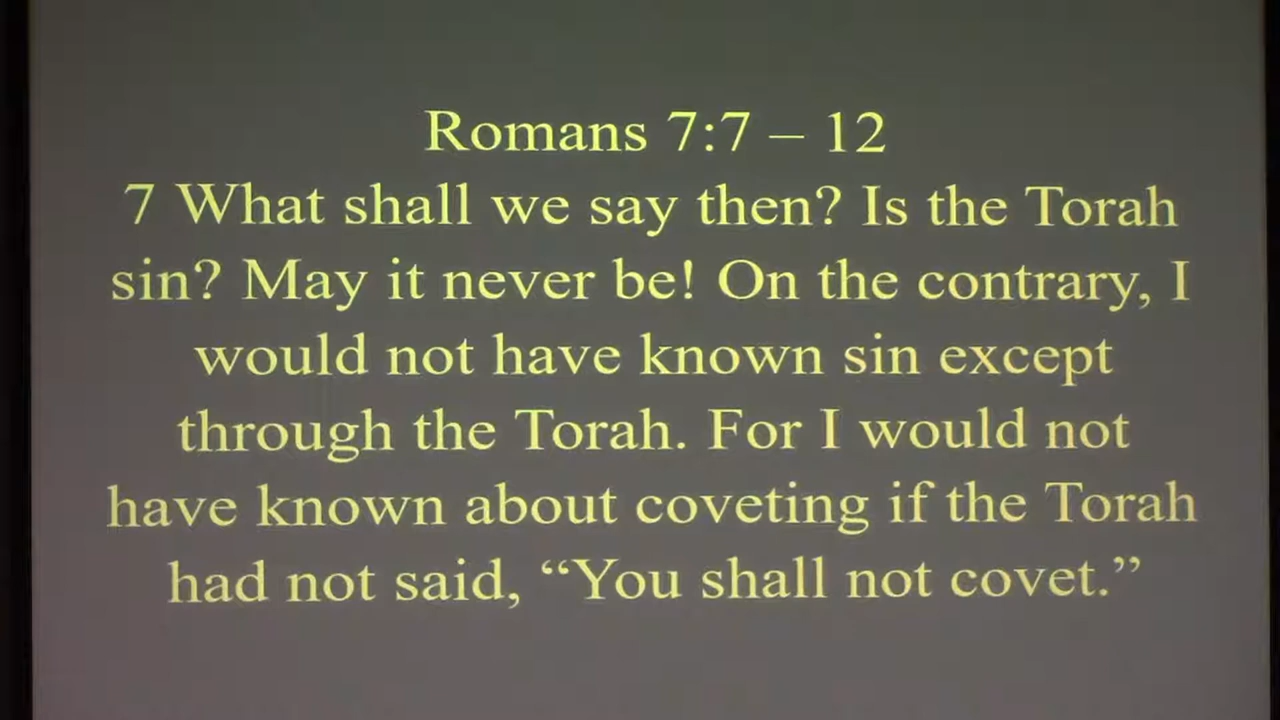 Romans 7:7 – 12
7 What shall we say then? Is the Torah
sin? May it never be! On the contrary, I
would not have known sin except
through the Torah. For I would not
have known about coveting if the Torah
had not said, “You shall not covet.”